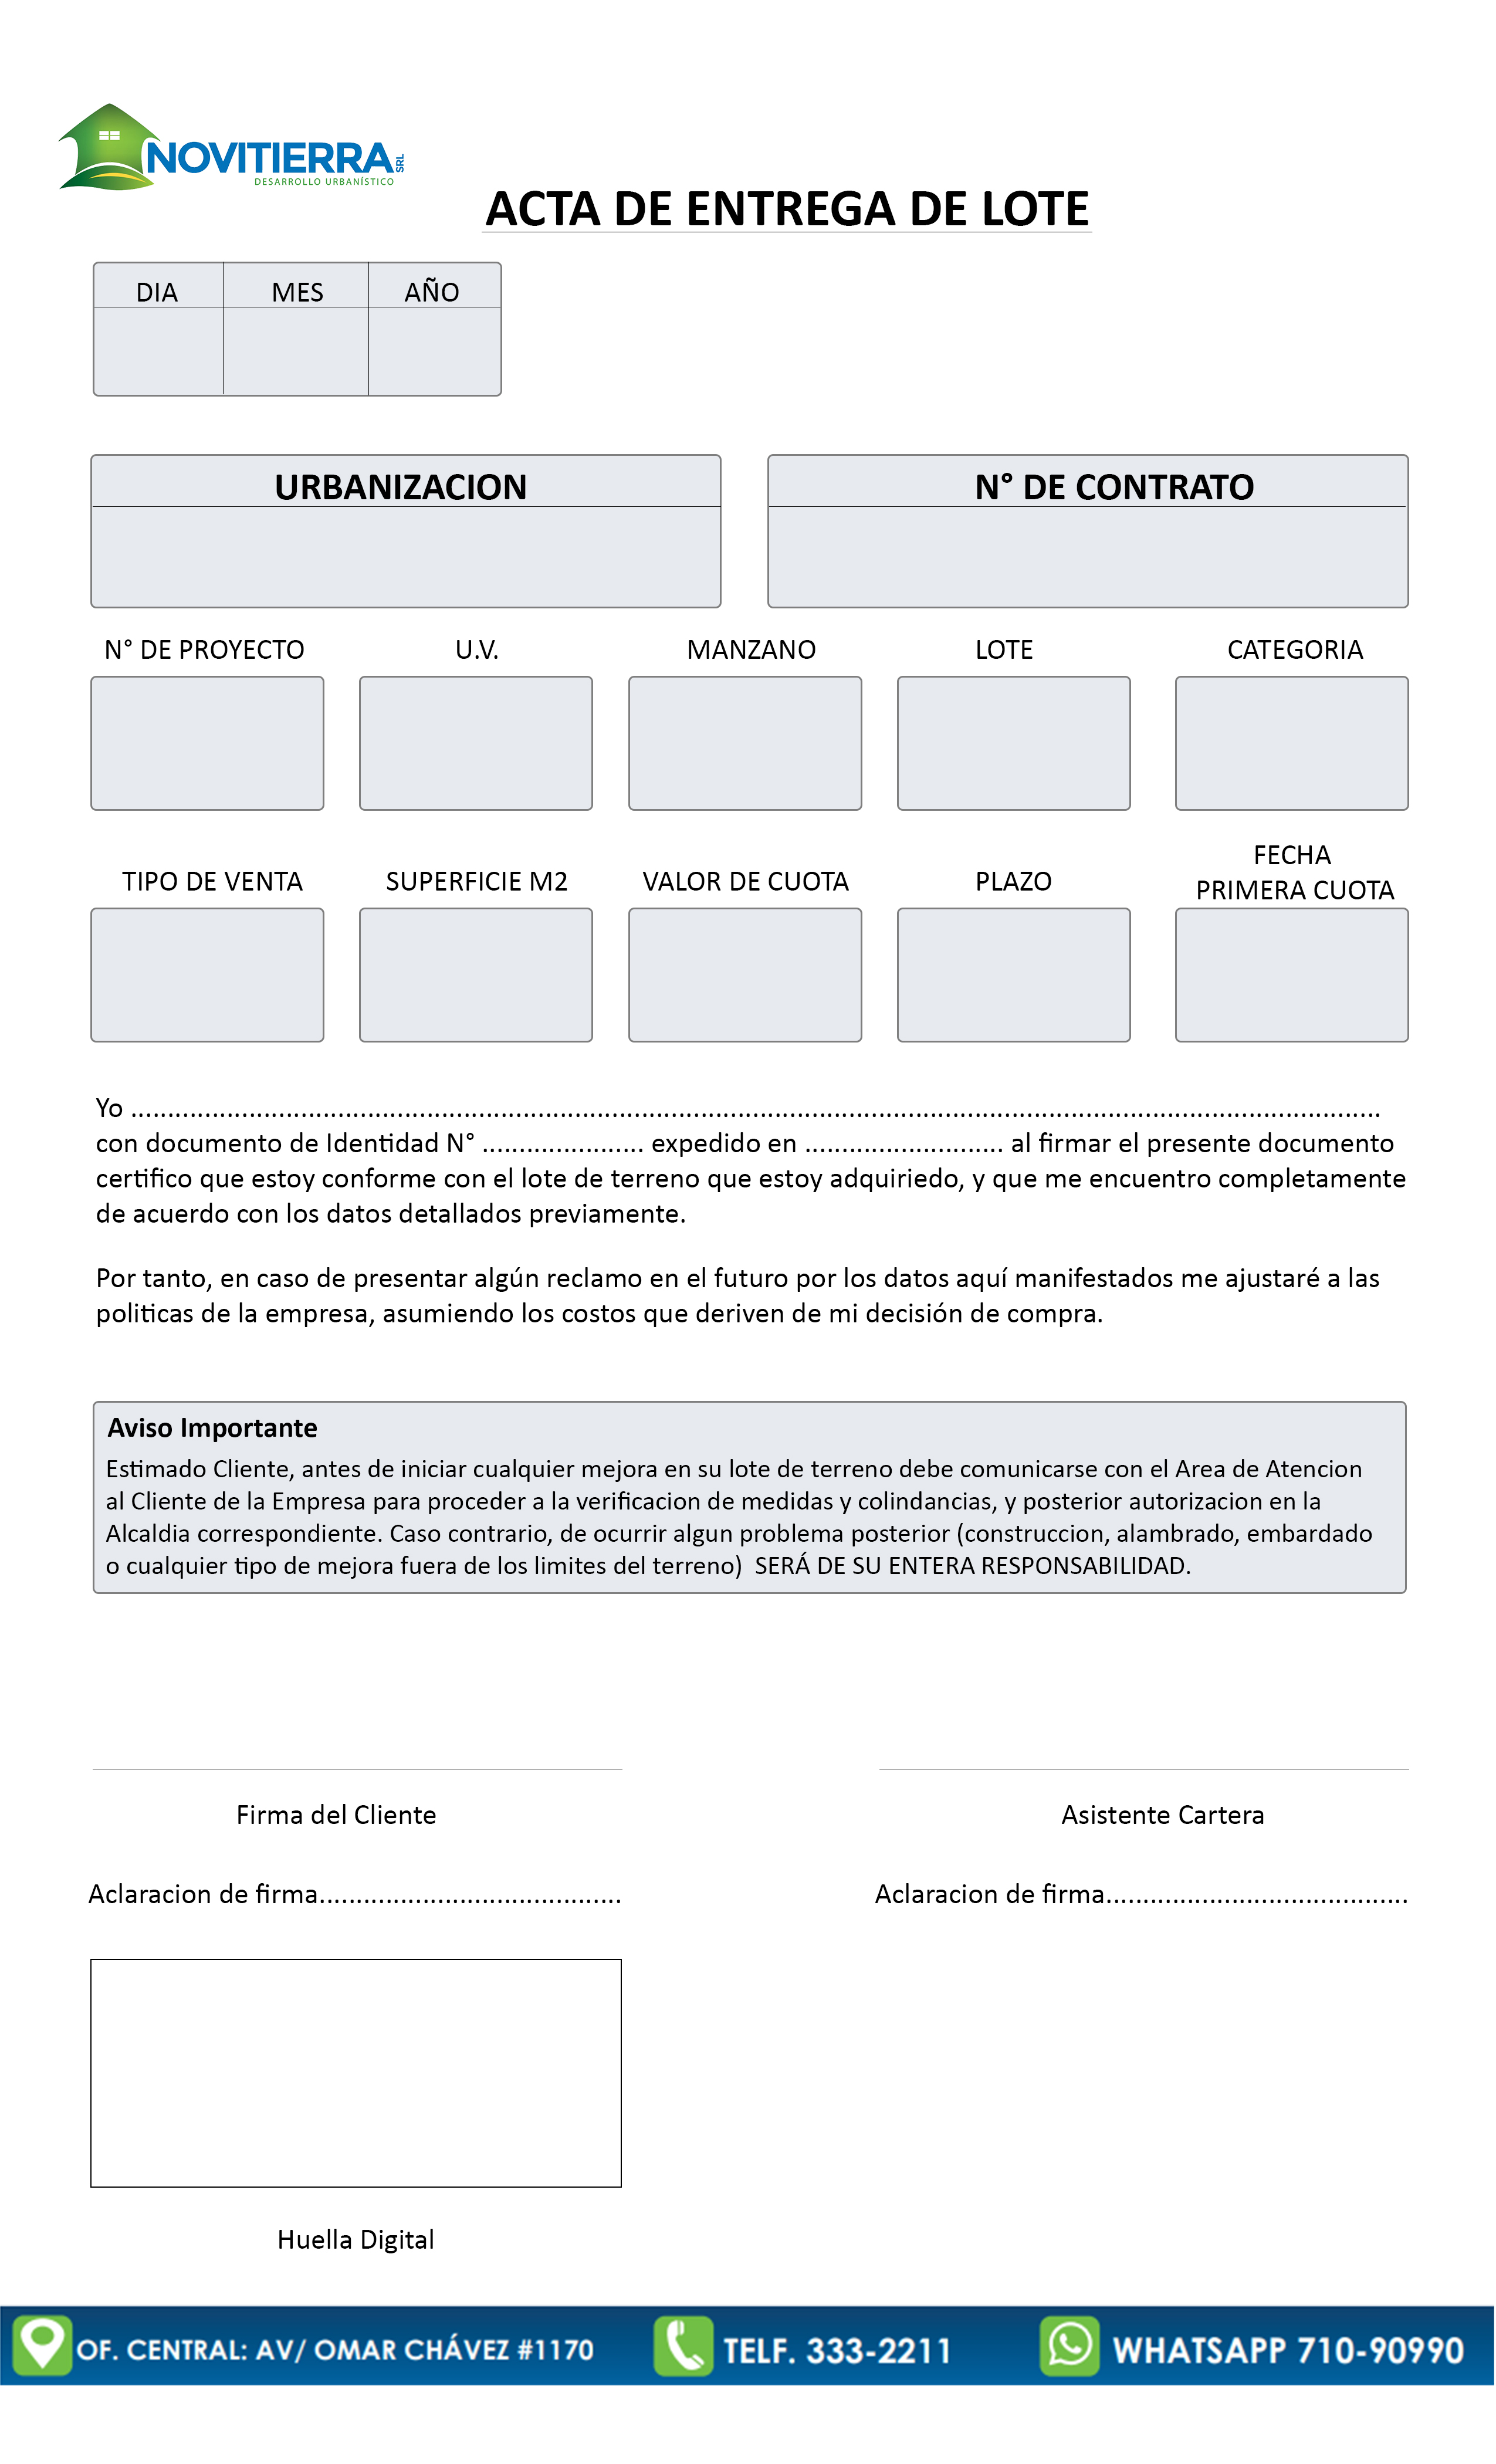 NOVITIERRA SRL
DESARROLLO URBANÍSTICO
ACTA DE ENTREGA DE LOTE
DIA MES AÑO
URBANIZACION N° DE CONTRATO
N° DE PROYECTO U.V. MANZANO LOTE CATEGORIA
FECHA
TIPO DE VENTA SUPERFICIE M2 VALOR DE CUOTA PLAZO PRIMERA CUOTA
Yo ..........................................................................................................................................................................
con documento de Identidad N° ...................... expedido en ........................... al firmar el presente documento
certifico que estoy conforme con el lote de terreno que estoy adquiriedo, y que me encuentro completamente
de acuerdo con los datos detallados previamente.
Por tanto, en caso de presentar algún reclamo en el futuro por los datos aquí manifestados me ajustaré a las
politicas de la empresa, asumiendo los costos que deriven de mi decisión de compra.
Aviso Importante
Estimado Cliente, antes de iniciar cualquier mejora en su lote de terreno debe comunicarse con el Area de Atencion
al Cliente de la Empresa para proceder a la verificacion de medidas y colindancias, y posterior autorizacion en la
Alcaldia correspondiente. Caso contrario, de ocurrir algun problema posterior (construccion, alambrado, embardado
o cualquier tipo de mejora fuera de los limites del terreno) SERÁ DE SU ENTERA RESPONSABILIDAD.
Firma del Cliente Asistente Cartera
Aclaracion de firma......................................... Aclaracion de firma.........................................
Huella Digital
OF. CENTRAL: AV/ OMAR CHÁVEZ #1170 TELF. 333-2211 WHATSAPP 710-90990